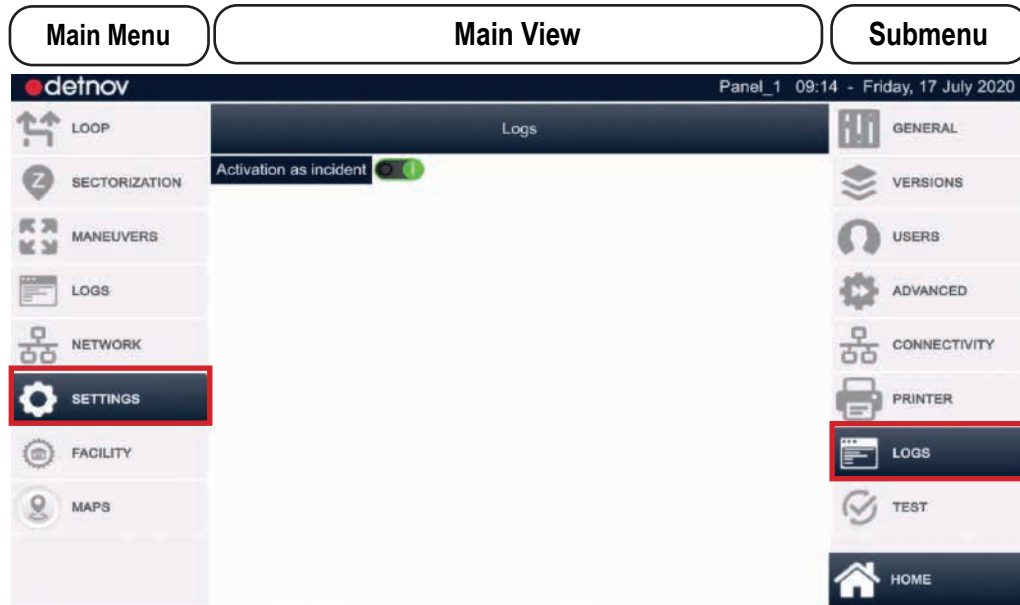 Main Menu
Main View
Submenu
detnov
Panel_1 09:14 - Friday, 17 July 2020
LOOP
SECTORIZATION
MANEUVERS
LOGS
NETWORK
SETTINGS
FACILITY
MAPS
Logs
Activation as incident
GENERAL
VERSIONS
USERS
ADVANCED
CONNECTIVITY
PRINTER
LOGS
TEST
HOME